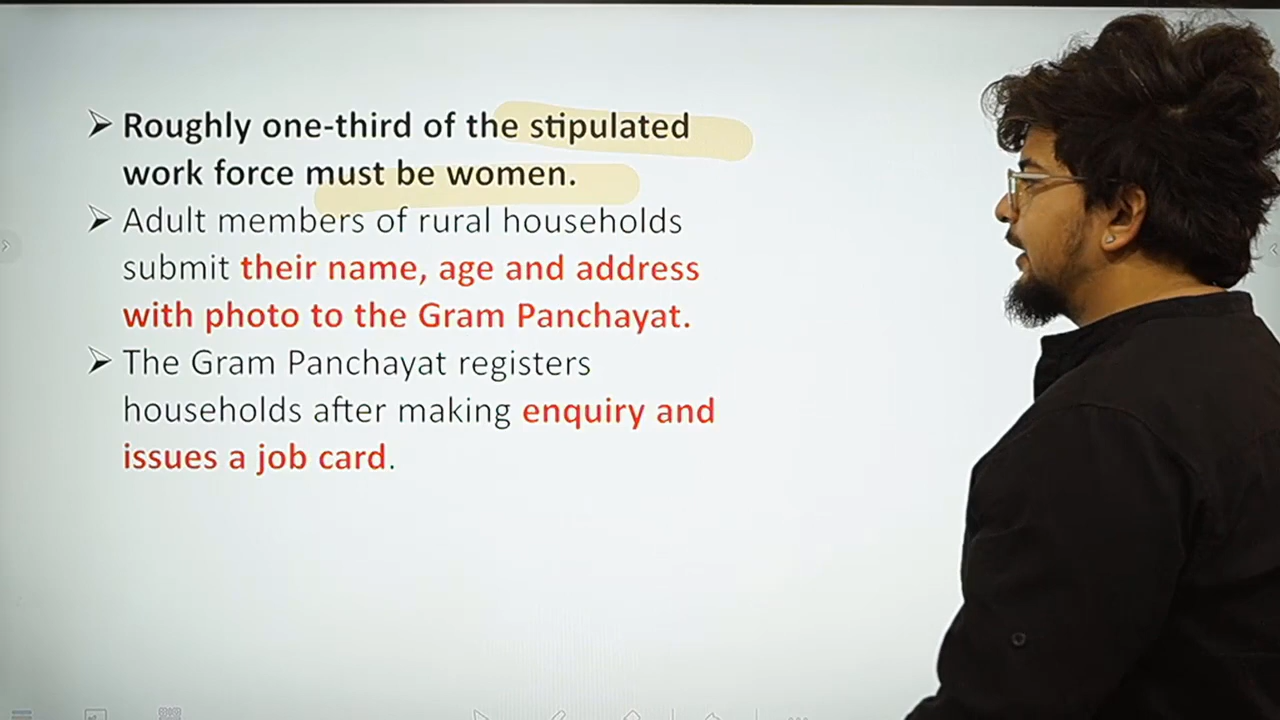 ➢ Roughly one-third of the stipulated
work force must be women.
➢ Adult members of rural households
submit their name, age and address
with photo to the Gram Panchayat.
➢ The Gram Panchayat registers
households after making enquiry and
issues a job card.